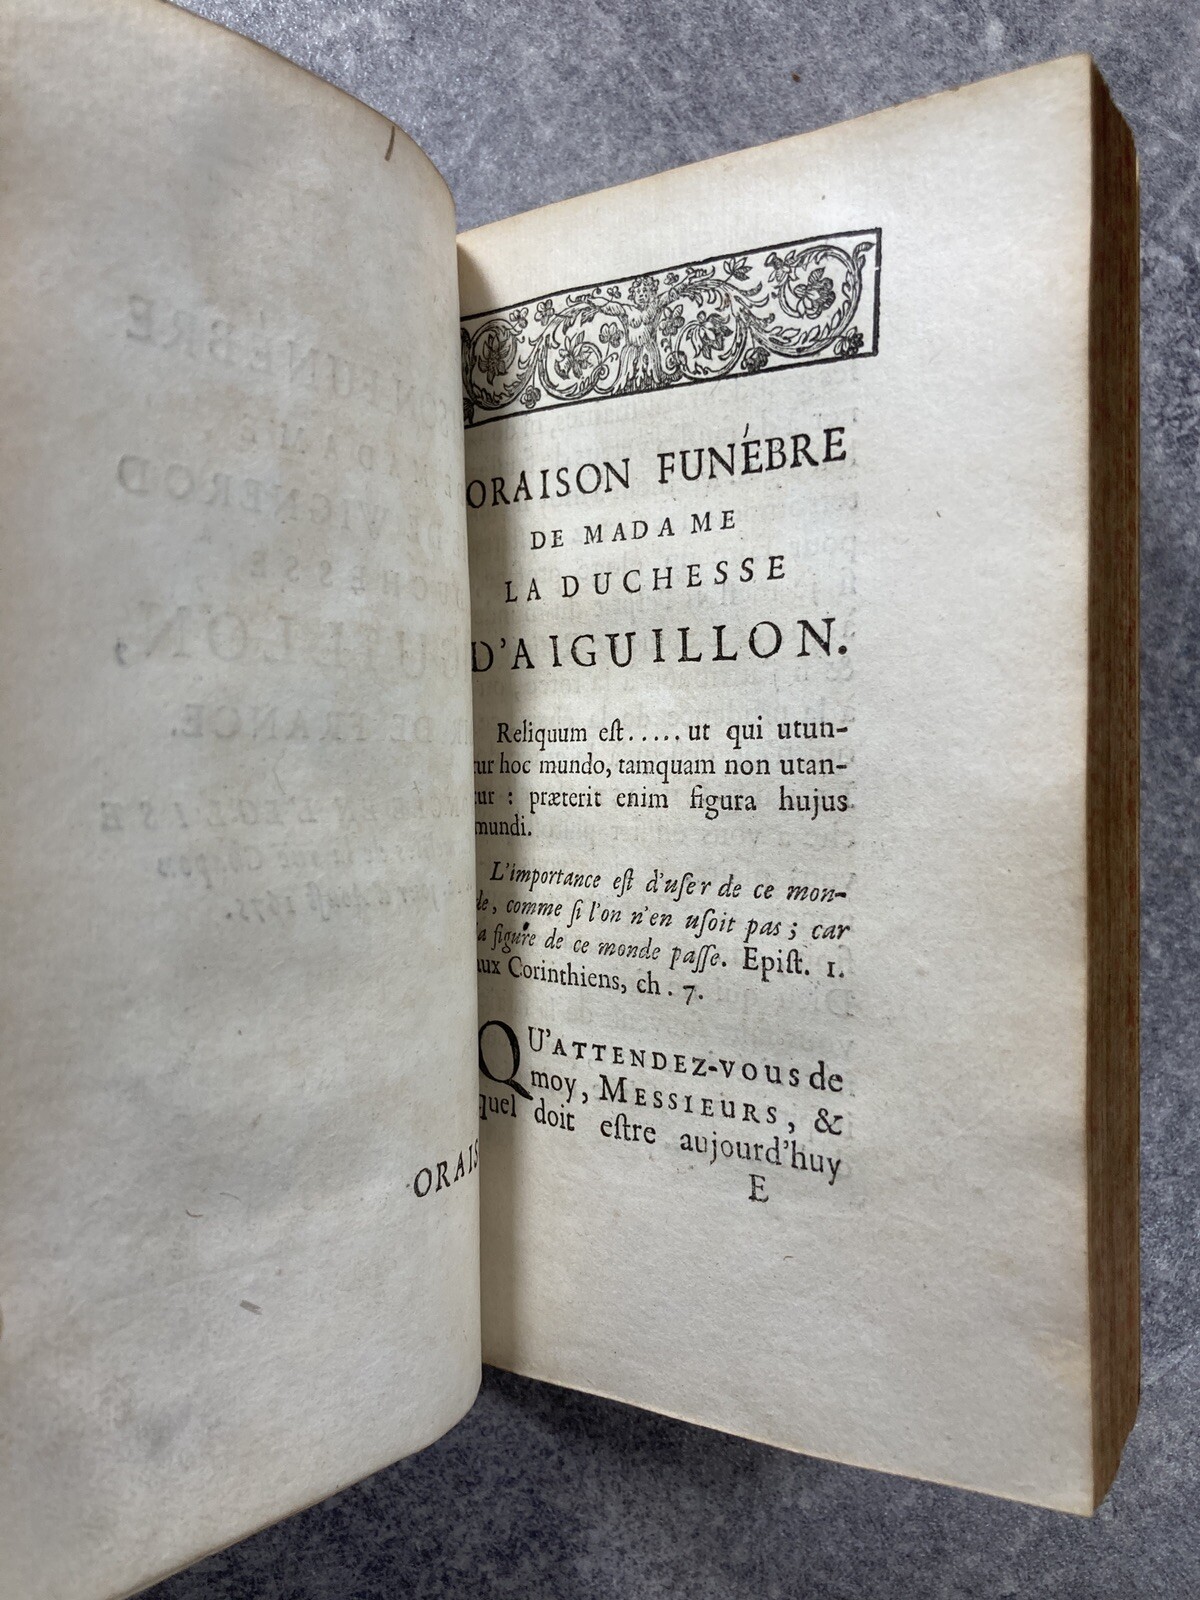 ORAISON FUNÉBRE
DE MADAME
LA DUCHESSE
D'AIGUILLON.
Reliquum eſt..... ut qui utun-
tur hoc mundo, tamquam non utan-
tur : præterit enim figura hujus
mundi.
L'importance eſt d'uſer de ce mon-
de, comme ſi l'on n'en uſoit pas ; car
la figure de ce monde paſſe. Epiſt. 1.
aux Corinthiens, ch. 7.
QU'ATTENDEZ-VOUS de
moy, MESSIEURS, &
quel doit eſtre aujourd'huy
E
ORAIS